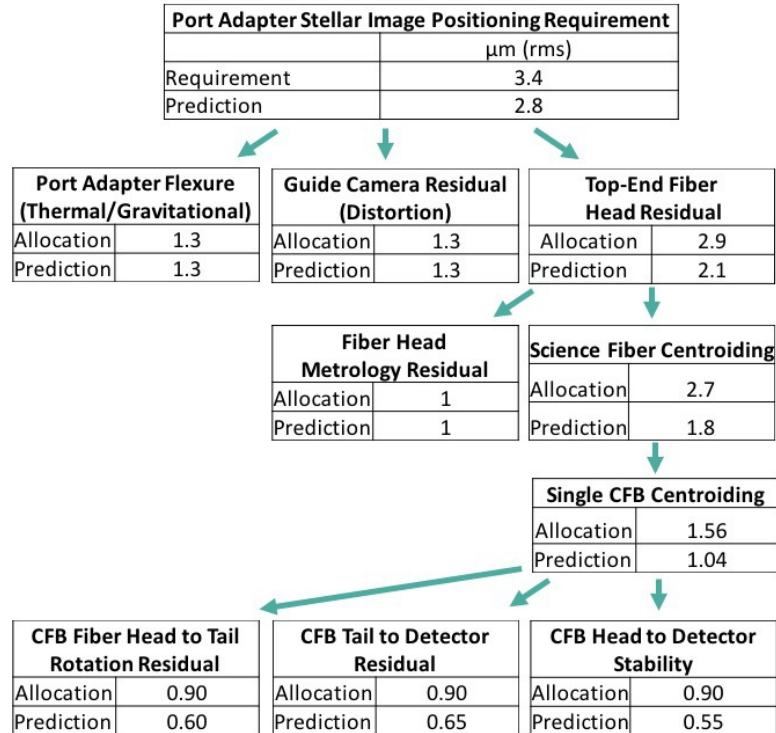 Port Adapter Stellar Image Positioning Requirement
μm (rms)
Requirement 3.4
Prediction 2.8
Port Adapter Flexure
(Thermal/Gravitational)
Allocation 1.3
Prediction 1.3
Guide Camera Residual
(Distortion)
Allocation 1.3
Prediction 1.3
Top-End Fiber
Head Residual
Allocation 2.9
Prediction 2.1
Fiber Head
Metrology Residual
Allocation 1
Prediction 1
Science Fiber Centroiding
Allocation 2.7
Prediction 1.8
Single CFB Centroiding
Allocation 1.56
Prediction 1.04
CFB Fiber Head to Tail
Rotation Residual
Allocation 0.90
Prediction 0.60
CFB Tail to Detector
Residual
Allocation 0.90
Prediction 0.65
CFB Head to Detector
Stability
Allocation 0.90
Prediction 0.55